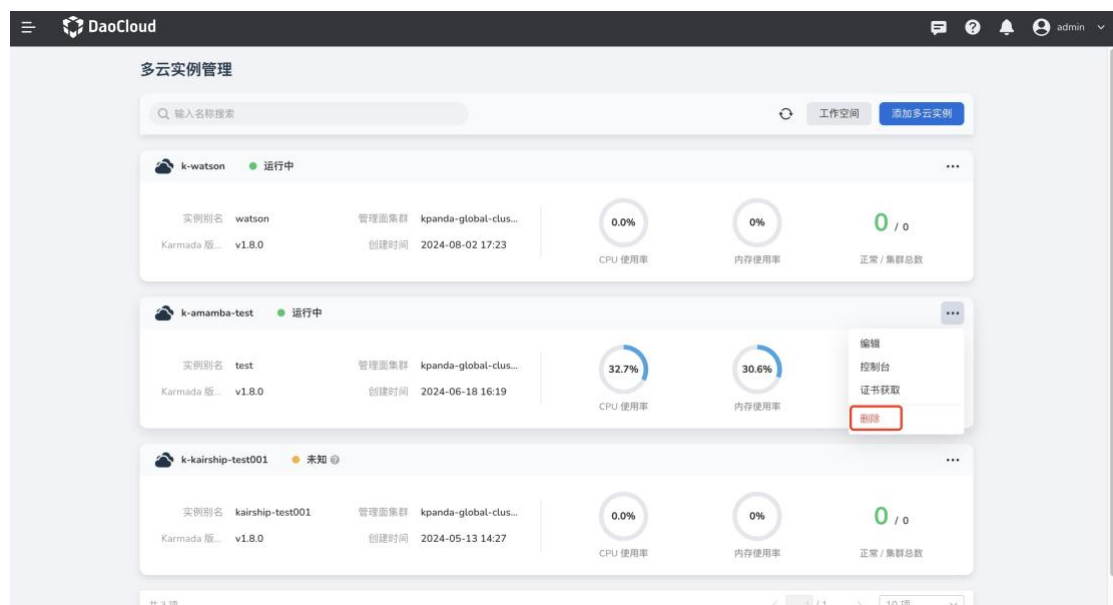 DaoCloud
admin
多云实例管理
输入名称搜索
工作空间
添加多云实例
k-watson
运行中
实例别名 watson
管理面集群 kpanda-global-clus...
Karmada 版... v1.8.0
创建时间 2024-08-02 17:23
0.0%
CPU 使用率
0%
内存使用率
0 / 0
正常 / 集群总数
k-amamba-test
运行中
实例别名 test
管理面集群 kpanda-global-clus...
Karmada 版... v1.8.0
创建时间 2024-06-18 16:19
32.7%
CPU 使用率
30.6%
内存使用率
编辑
控制台
证书获取
删除
k-kairship-test001
未知
实例别名 kairship-test001
管理面集群 kpanda-global-clus...
Karmada 版... v1.8.0
创建时间 2024-05-13 14:27
0.0%
CPU 使用率
0%
内存使用率
0 / 0
正常 / 集群总数
共 3 项
/ 1
10 项